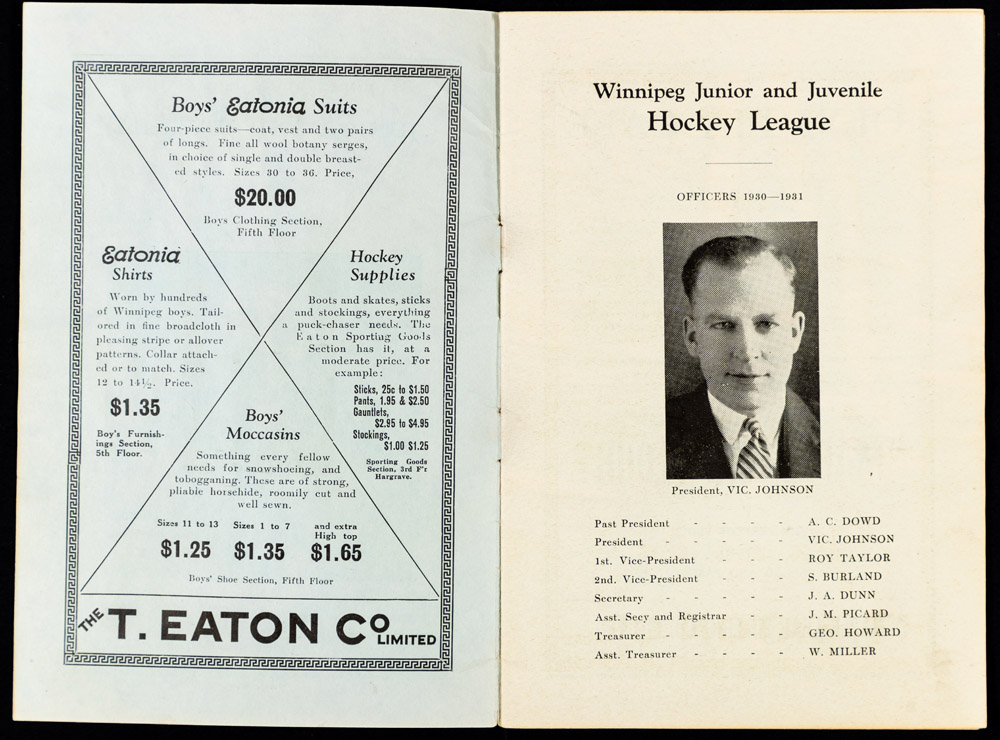 Boys' Eatonia Suits
Four-piece suits—coat, vest and two pairs
of longs. Fine all wool botany serges,
in choice of single and double breast-
ed styles. Sizes 30 to 36. Price,
$20.00
Boys Clothing Section,
Fifth Floor
Eatonia
Shirts
Worn by hundreds
of Winnipeg boys. Tail-
ored in fine broadcloth in
pleasing stripe or allover
patterns. Collar attach-
ed or to match. Sizes
12 to 14½. Price.
$1.35
Boy's Furnish-
ings Section,
5th Floor.
Hockey
Supplies
Boots and skates, sticks
and stockings, everything
a puck-chaser needs. The
Eaton Sporting Goods
Section has it, at a
moderate price. For
example:
Sticks, 25c to $1.50
Pants, 1.95 & $2.50
Gauntlets,
$2.95 to $4.95
Stockings,
$1.00 $1.25
Sporting Goods
Section, 3rd F'r
Hargrave.
Boys'
Moccasins
Something every fellow
needs for snowshoeing, and
tobogganing. These are of strong,
pliable horsehide, roomily cut and
well sewn.
Sizes 11 to 13 Sizes 1 to 7 and extra
High top
$1.25 $1.35 $1.65
Boys' Shoe Section, Fifth Floor
THE T. EATON CO LIMITED
Winnipeg Junior and Juvenile
Hockey League
OFFICERS 1930—1931
President, VIC. JOHNSON
Past President - - - - A. C. DOWD
President - - - - - VIC. JOHNSON
1st. Vice-President - - - ROY TAYLOR
2nd. Vice-President - - - S. BURLAND
Secretary - - - - - J. A. DUNN
Asst. Secy and Registrar - - J. M. PICARD
Treasurer - - - - - GEO. HOWARD
Asst. Treasurer - - - - W. MILLER